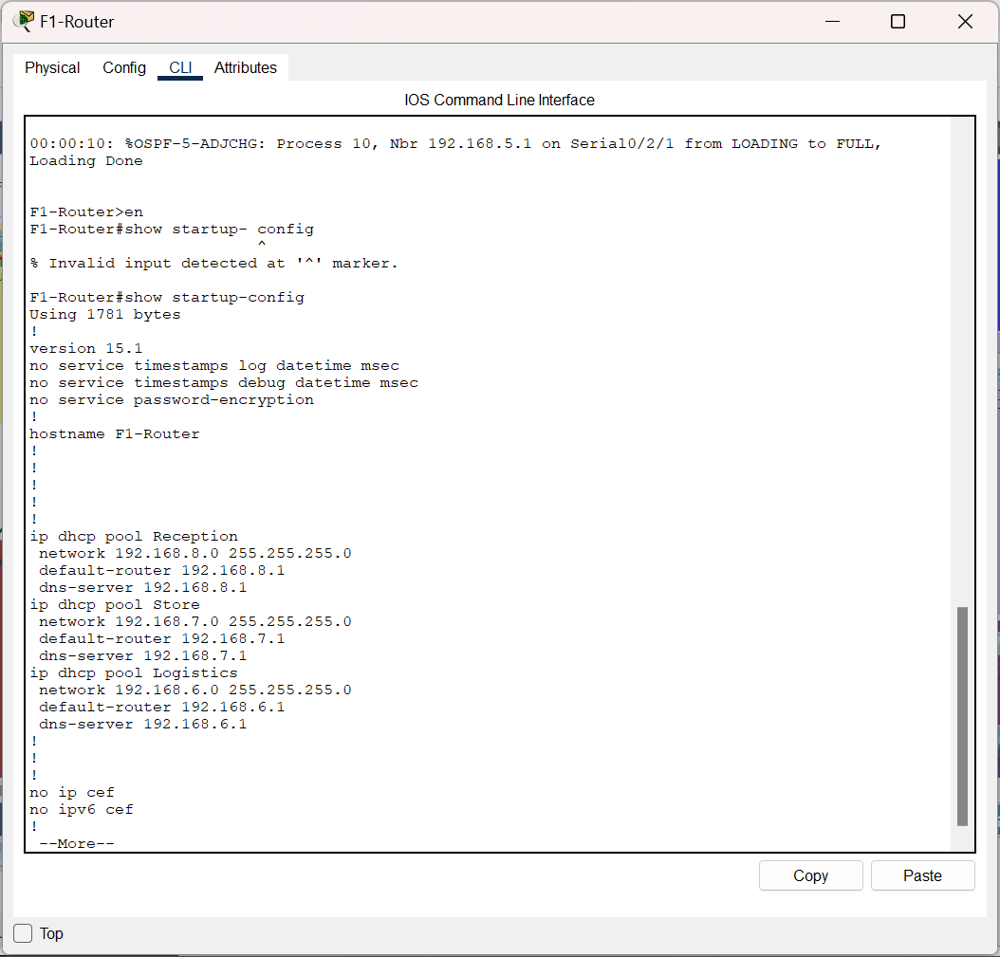 F1-Router
Physical Config CLI Attributes
IOS Command Line Interface
00:00:10: %OSPF-5-ADJCHG: Process 10, Nbr 192.168.5.1 on Serial0/2/1 from LOADING to FULL,
Loading Done
F1-Router>en
F1-Router#show startup- config
^
% Invalid input detected at '^' marker.
F1-Router#show startup-config
Using 1781 bytes
!
version 15.1
no service timestamps log datetime msec
no service timestamps debug datetime msec
no service password-encryption
!
hostname F1-Router
!
!
!
!
!
ip dhcp pool Reception
network 192.168.8.0 255.255.255.0
default-router 192.168.8.1
dns-server 192.168.8.1
ip dhcp pool Store
network 192.168.7.0 255.255.255.0
default-router 192.168.7.1
dns-server 192.168.7.1
ip dhcp pool Logistics
network 192.168.6.0 255.255.255.0
default-router 192.168.6.1
dns-server 192.168.6.1
!
!
!
no ip cef
no ipv6 cef
!
--More--
Copy Paste
Top